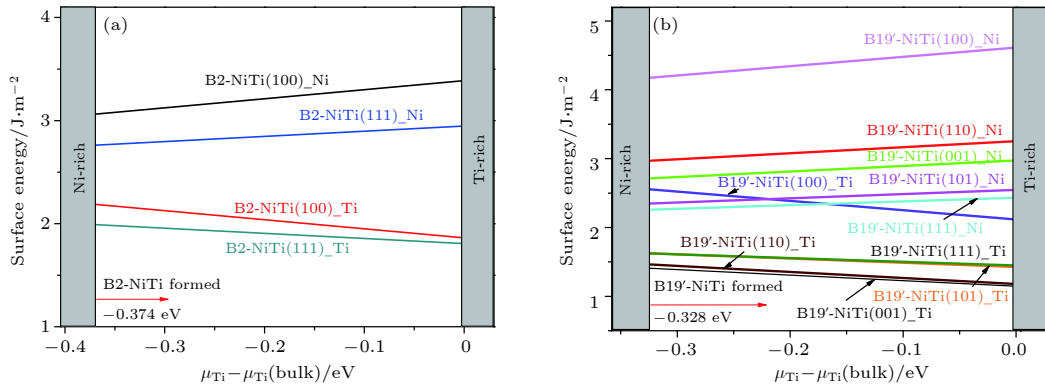 (a)
4
3
2
1
Surface energy/J·m⁻²
Ni-rich
Ti-rich
B2-NiTi(100)_Ni
B2-NiTi(111)_Ni
B2-NiTi(100)_Ti
B2-NiTi(111)_Ti
B2-NiTi formed
−0.374 eV
−0.4
−0.3
−0.2
−0.1
0
μTi−μTi(bulk)/eV
(b)
5
4
3
2
1
Surface energy/J·m⁻²
Ni-rich
Ti-rich
B19′-NiTi(100)_Ni
B19′-NiTi(110)_Ni
B19′-NiTi(001)_Ni
B19′-NiTi(100)_Ti
B19′-NiTi(101)_Ni
B19′-NiTi(111)_Ni
B19′-NiTi(110)_Ti
B19′-NiTi(111)_Ti
B19′-NiTi formed
B19′-NiTi(101)_Ti
−0.328 eV
B19′-NiTi(001)_Ti
−0.3
−0.2
−0.1
0
μTi−μTi(bulk)/eV